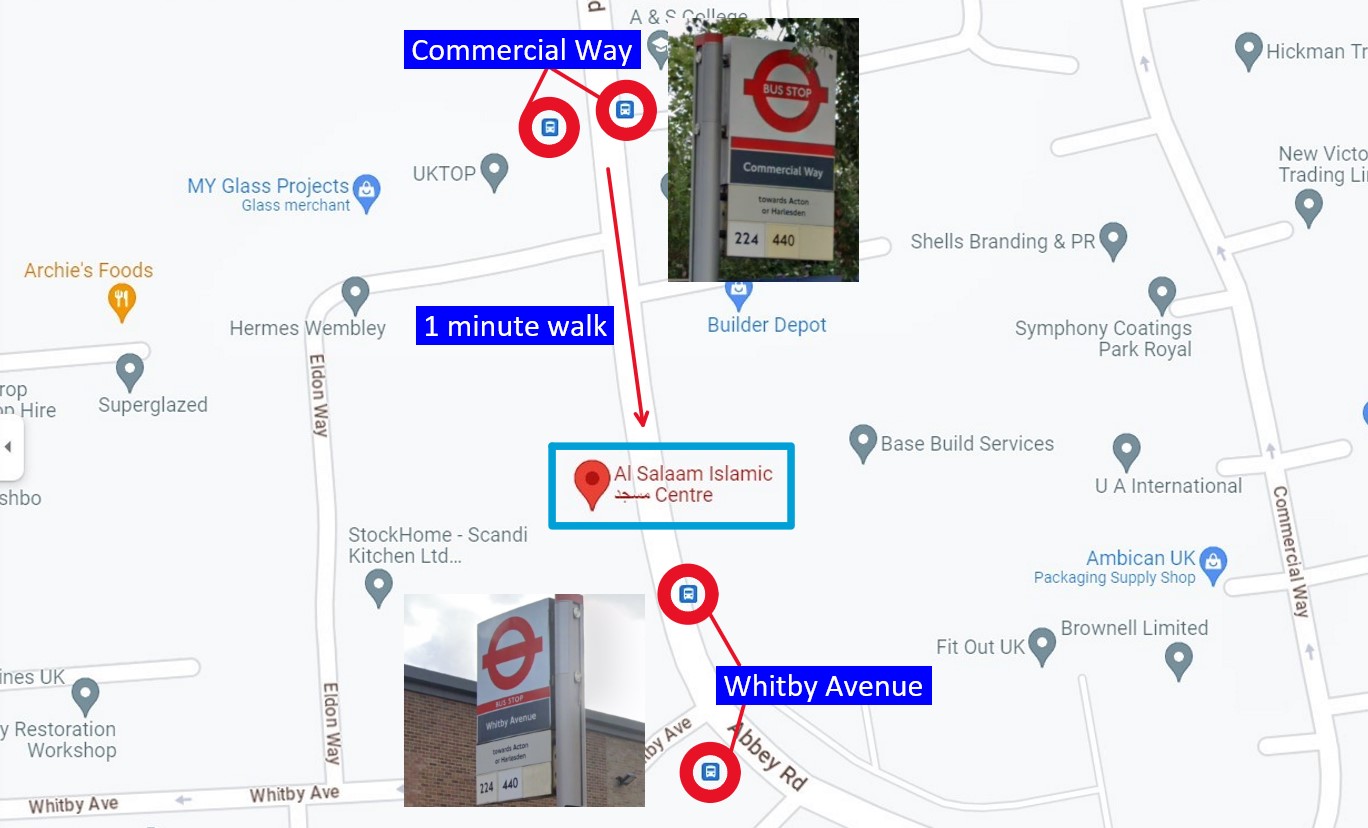 d
A & S College
Commercial Way
Hickman Tr
BUS STOP
Commercial Way
towards Acton
or Harlesden
224 440
UKTOP
MY Glass Projects
Glass merchant
New Victo
Trading Li
Shells Branding & PR
Archie's Foods
Hermes Wembley
1 minute walk
Builder Depot
Symphony Coatings
Park Royal
Eldon Way
rop
op Hire
Superglazed
Base Build Services
Al Salaam Islamic
مسجد Centre
U A International
shbo
Commercial Way
StockHome - Scandi
Kitchen Ltd...
Ambican UK
Packaging Supply Shop
BUS STOP
Whitby Avenue
towards Acton
or Harlesden
224 440
Brownell Limited
Fit Out UK
Whitby Avenue
ines UK
Eldon Way
y Restoration
Workshop
by Ave
Abbey Rd
Whitby Ave
Whitby Ave